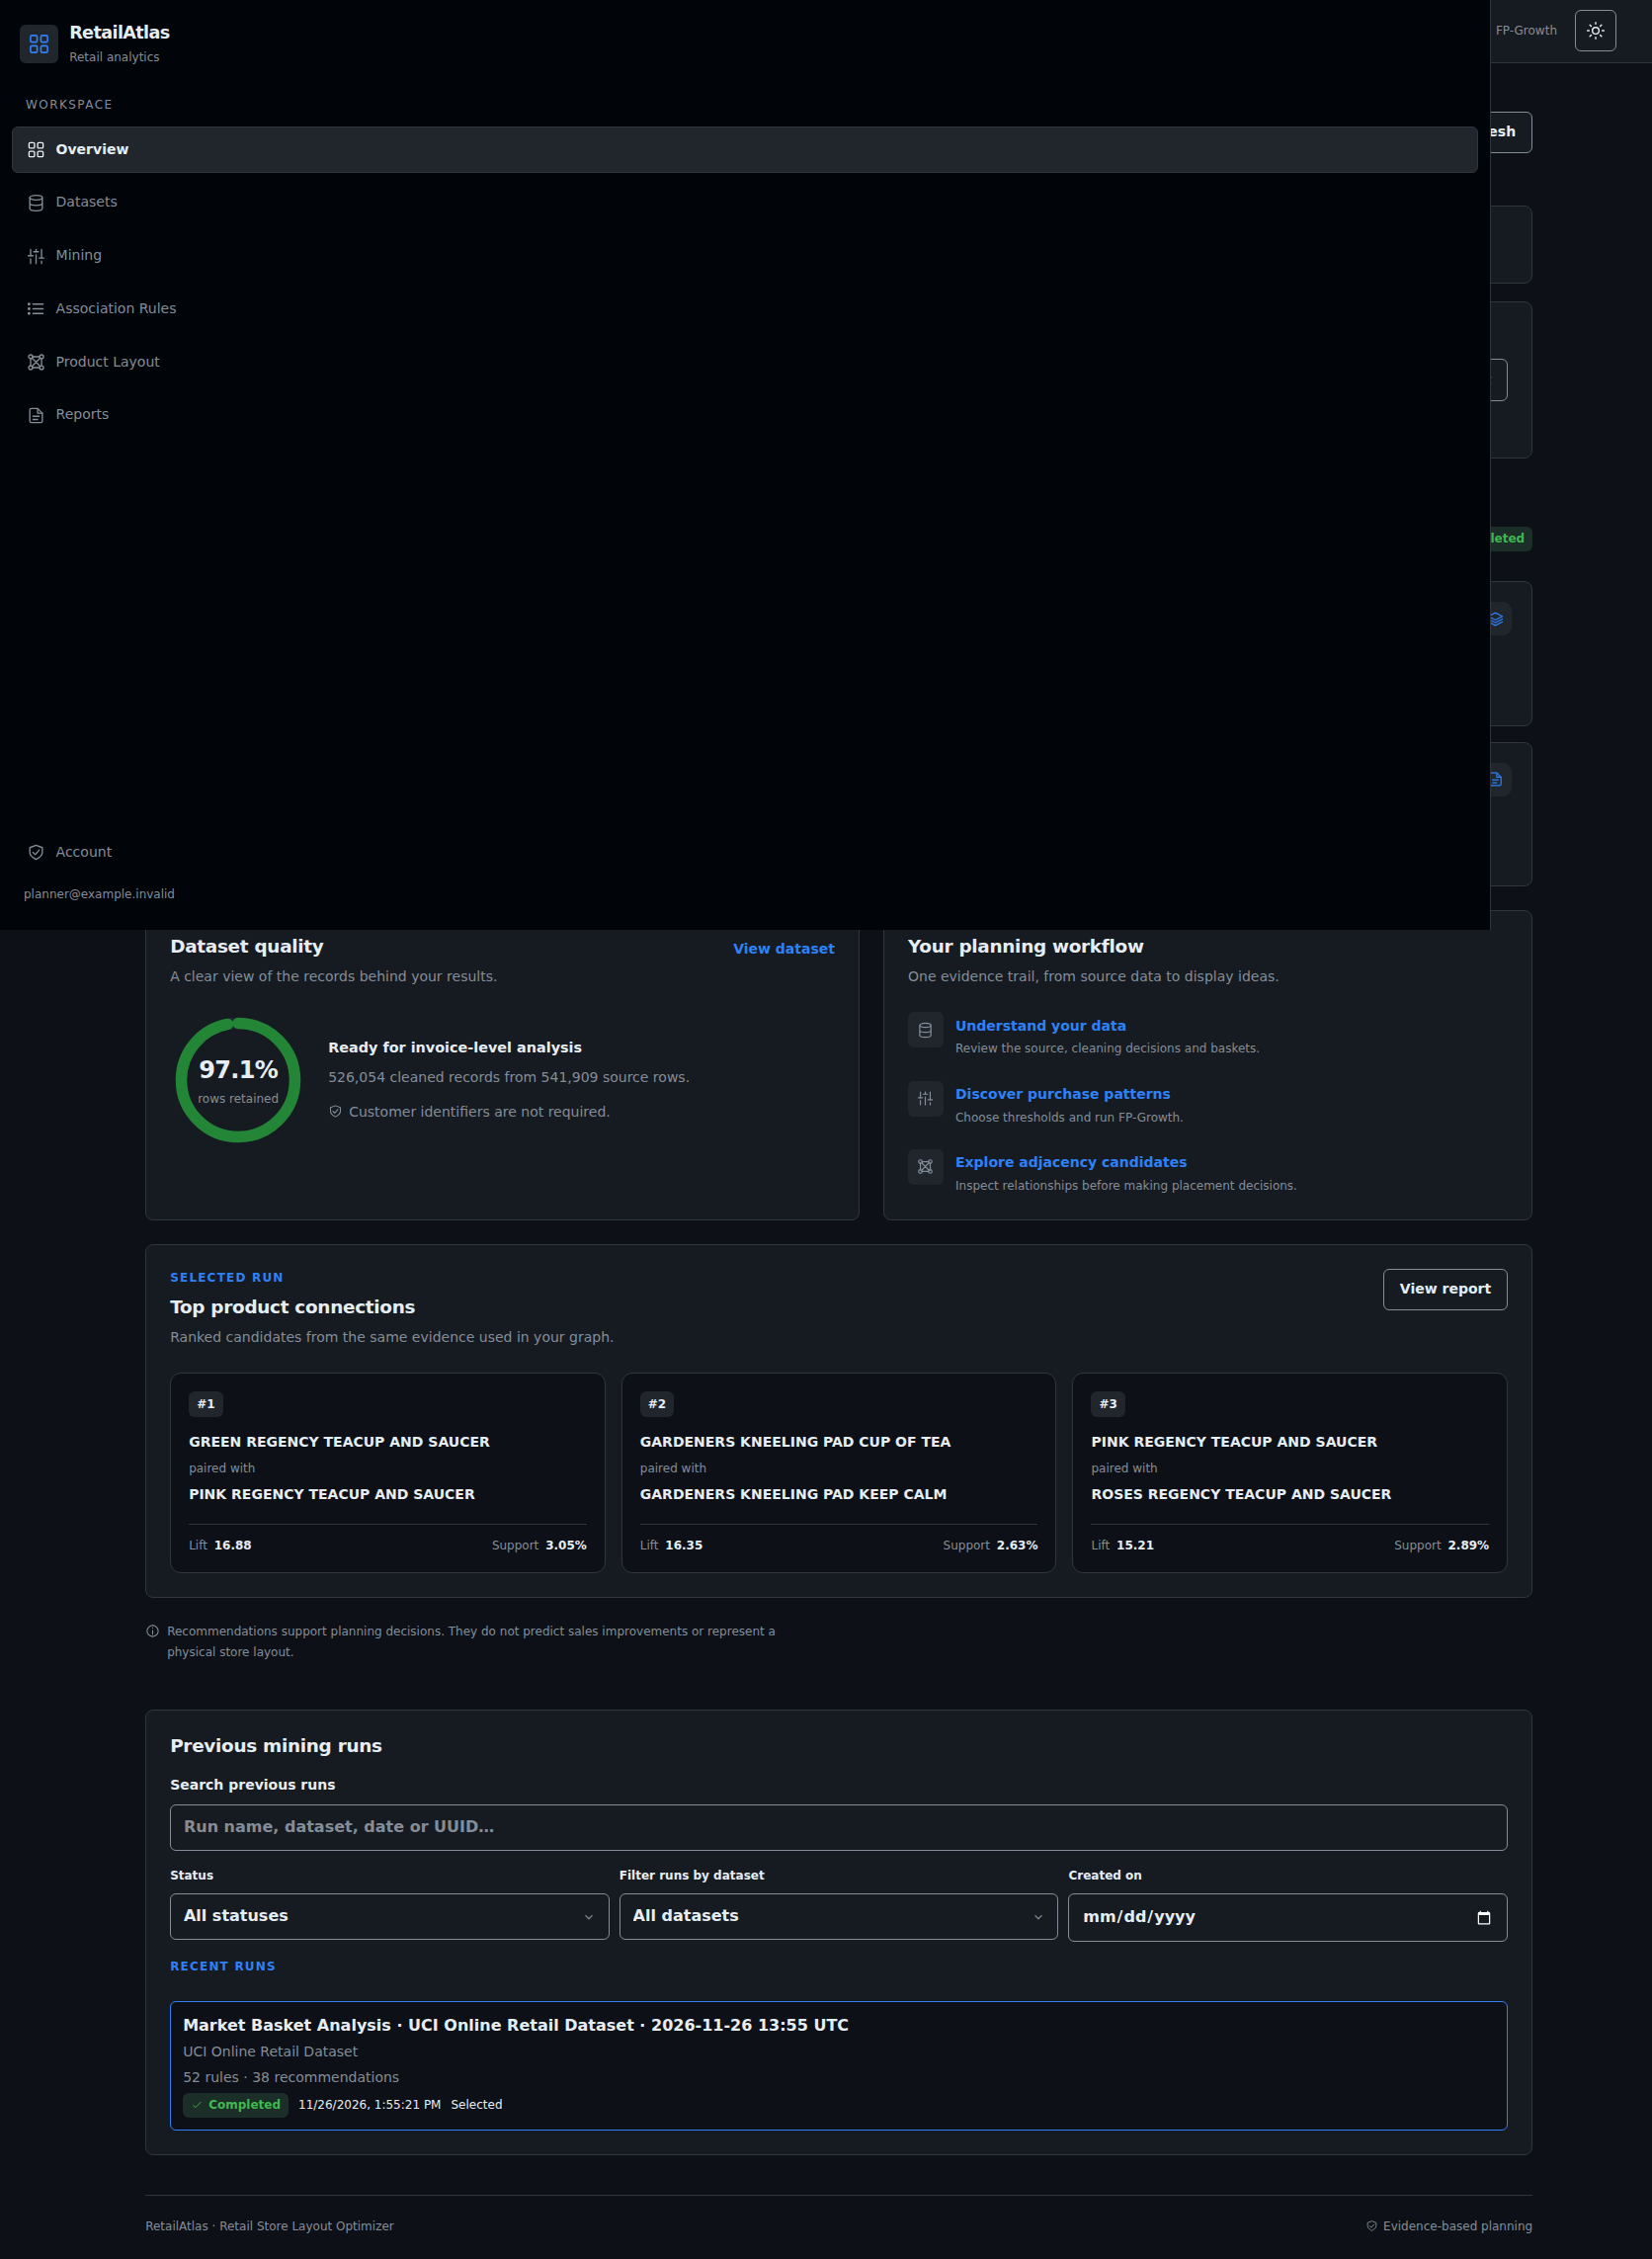 RetailAtlas
Retail analytics
FP-Growth
WORKSPACE
Overview
Datasets
Mining
Association Rules
Product Layout
Reports
Account
planner@example.invalid
Dataset quality
View dataset
A clear view of the records behind your results.
97.1%
rows retained
Ready for invoice-level analysis
526,054 cleaned records from 541,909 source rows.
Customer identifiers are not required.
Your planning workflow
One evidence trail, from source data to display ideas.
Understand your data
Review the source, cleaning decisions and baskets.
Discover purchase patterns
Choose thresholds and run FP-Growth.
Explore adjacency candidates
Inspect relationships before making placement decisions.
SELECTED RUN
View report
Top product connections
Ranked candidates from the same evidence used in your graph.
#1
GREEN REGENCY TEACUP AND SAUCER
paired with
PINK REGENCY TEACUP AND SAUCER
Lift 16.88
Support 3.05%
#2
GARDENERS KNEELING PAD CUP OF TEA
paired with
GARDENERS KNEELING PAD KEEP CALM
Lift 16.35
Support 2.63%
#3
PINK REGENCY TEACUP AND SAUCER
paired with
ROSES REGENCY TEACUP AND SAUCER
Lift 15.21
Support 2.89%
Recommendations support planning decisions. They do not predict sales improvements or represent a
physical store layout.
Previous mining runs
Search previous runs
Run name, dataset, date or UUID…
Status
All statuses
Filter runs by dataset
All datasets
Created on
mm/dd/yyyy
RECENT RUNS
Market Basket Analysis · UCI Online Retail Dataset · 2026-11-26 13:55 UTC
UCI Online Retail Dataset
52 rules · 38 recommendations
Completed 11/26/2026, 1:55:21 PM Selected
RetailAtlas · Retail Store Layout Optimizer
Evidence-based planning